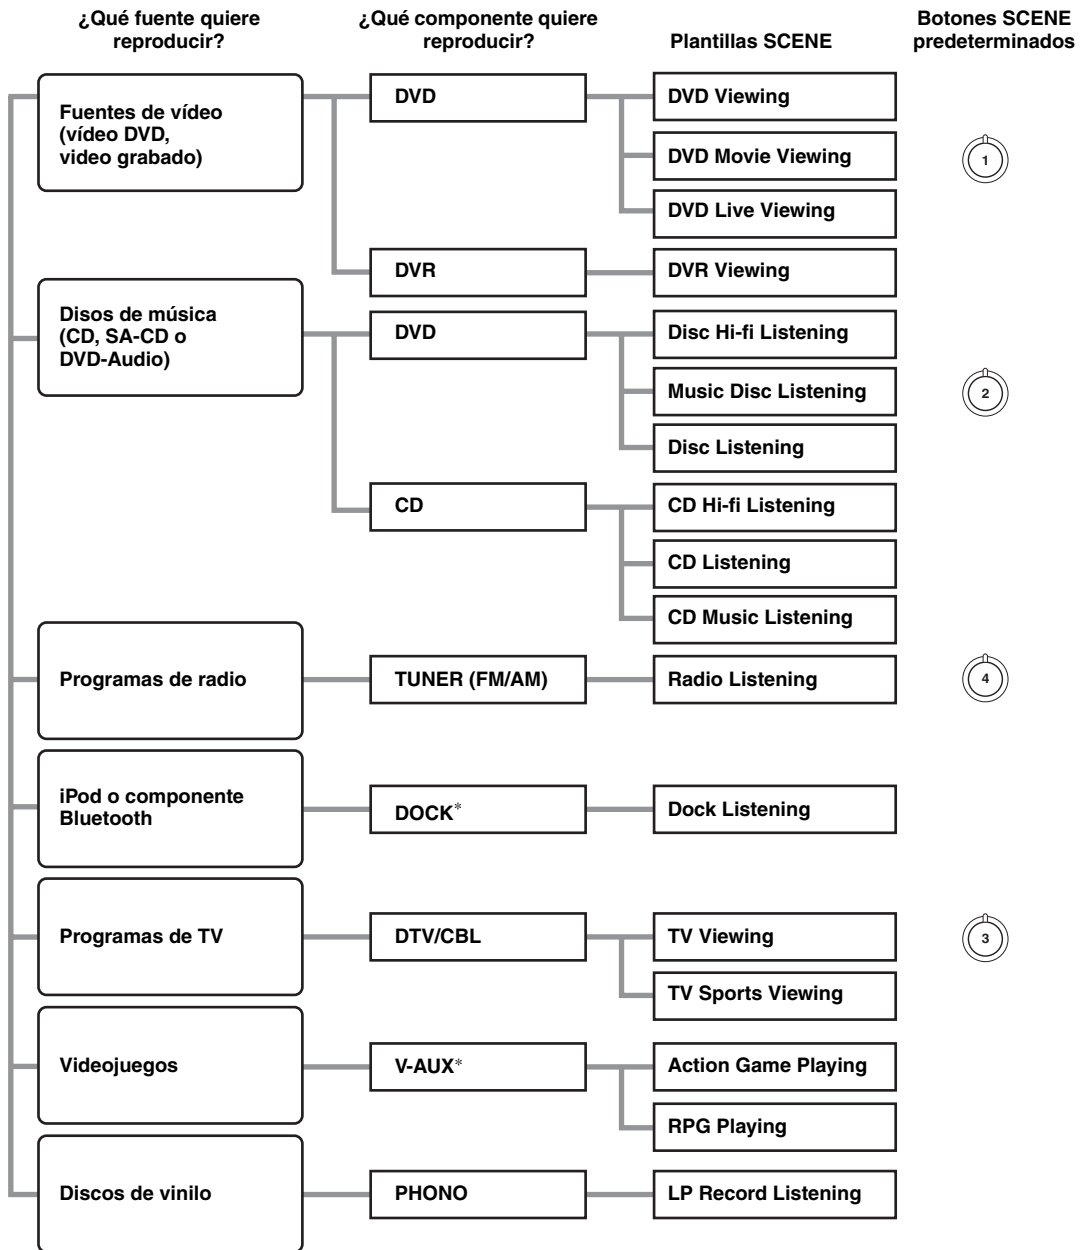 ¿Qué fuente quiere
reproducir?
¿Qué componente quiere
reproducir?
Plantillas SCENE
Botones SCENE
predeterminados
Fuentes de vídeo
(vídeo DVD,
video grabado)
DVD
DVD Viewing
DVD Movie Viewing
1
DVD Live Viewing
DVR
DVR Viewing
Disos de música
(CD, SA-CD o
DVD-Audio)
DVD
Disc Hi-fi Listening
Music Disc Listening
2
Disc Listening
CD
CD Hi-fi Listening
CD Listening
CD Music Listening
Programas de radio
TUNER (FM/AM)
Radio Listening
4
iPod o componente
Bluetooth
DOCK*
Dock Listening
Programas de TV
DTV/CBL
TV Viewing
3
TV Sports Viewing
Videojuegos
V-AUX*
Action Game Playing
RPG Playing
Discos de vinilo
PHONO
LP Record Listening